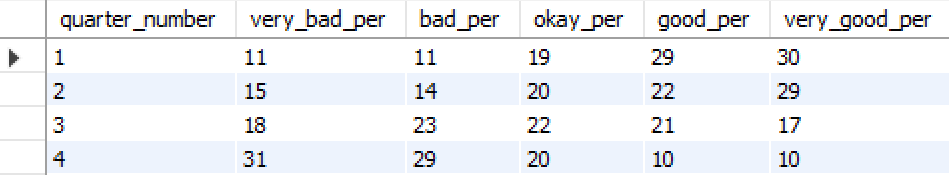 quarter_number very_bad_per bad_per okay_per good_per very_good_per
1 11 11 19 29 30
2 15 14 20 22 29
3 18 23 22 21 17
4 31 29 20 10 10